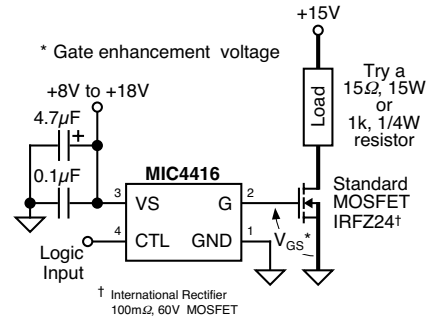 +15V
* Gate enhancement voltage
+8V to +18V
4.7µF
+
0.1µF
Load
Try a
15Ω, 15W
or
1k, 1/4W
resistor
MIC4416
3
VS
G
2
4
CTL
GND
1
Logic
Input
VGS*
Standard
MOSFET
IRFZ24†
† International Rectifier
100mΩ, 60V MOSFET